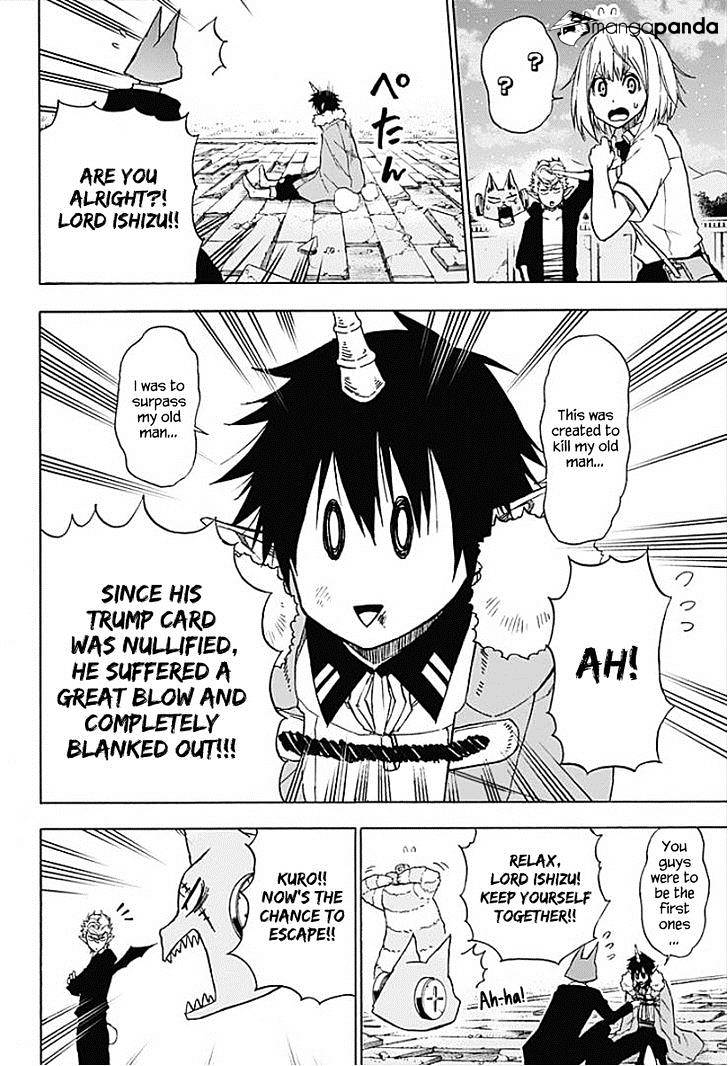 mangapanda
?
?
ぺたん
ARE YOU
ALRIGHT?!
LORD ISHIZU!!
This was
created to
kill my old
man...
I was to
surpass
my old
man...
AH!
SINCE HIS
TRUMP CARD
WAS NULLIFIED,
HE SUFFERED A
GREAT BLOW AND
COMPLETELY
BLANKED OUT!!!
You
guys
were to
be the
first
ones
...
RELAX,
LORD ISHIZU!
KEEP YOURSELF
TOGETHER!!
Ah-ha!
KURO!!
NOW'S THE
CHANCE TO
ESCAPE!!